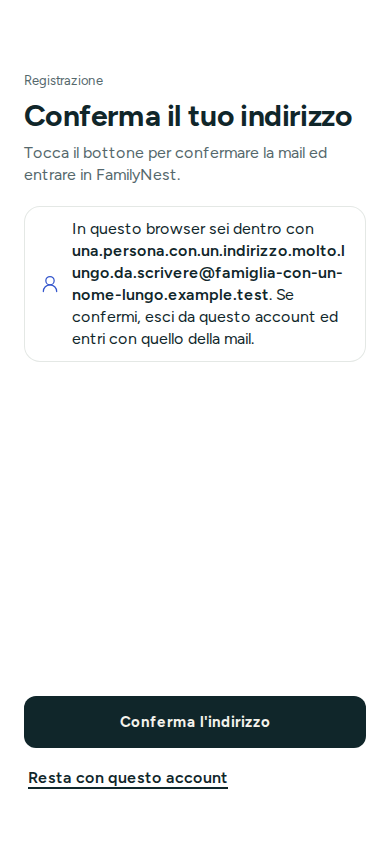 Registrazione
Conferma il tuo indirizzo
Tocca il bottone per confermare la mail ed
entrare in FamilyNest.
In questo browser sei dentro con
una.persona.con.un.indirizzo.molto.l
ungo.da.scrivere@famiglia-con-un-
nome-lungo.example.test. Se
confermi, esci da questo account ed
entri con quello della mail.
Conferma l'indirizzo
Resta con questo account